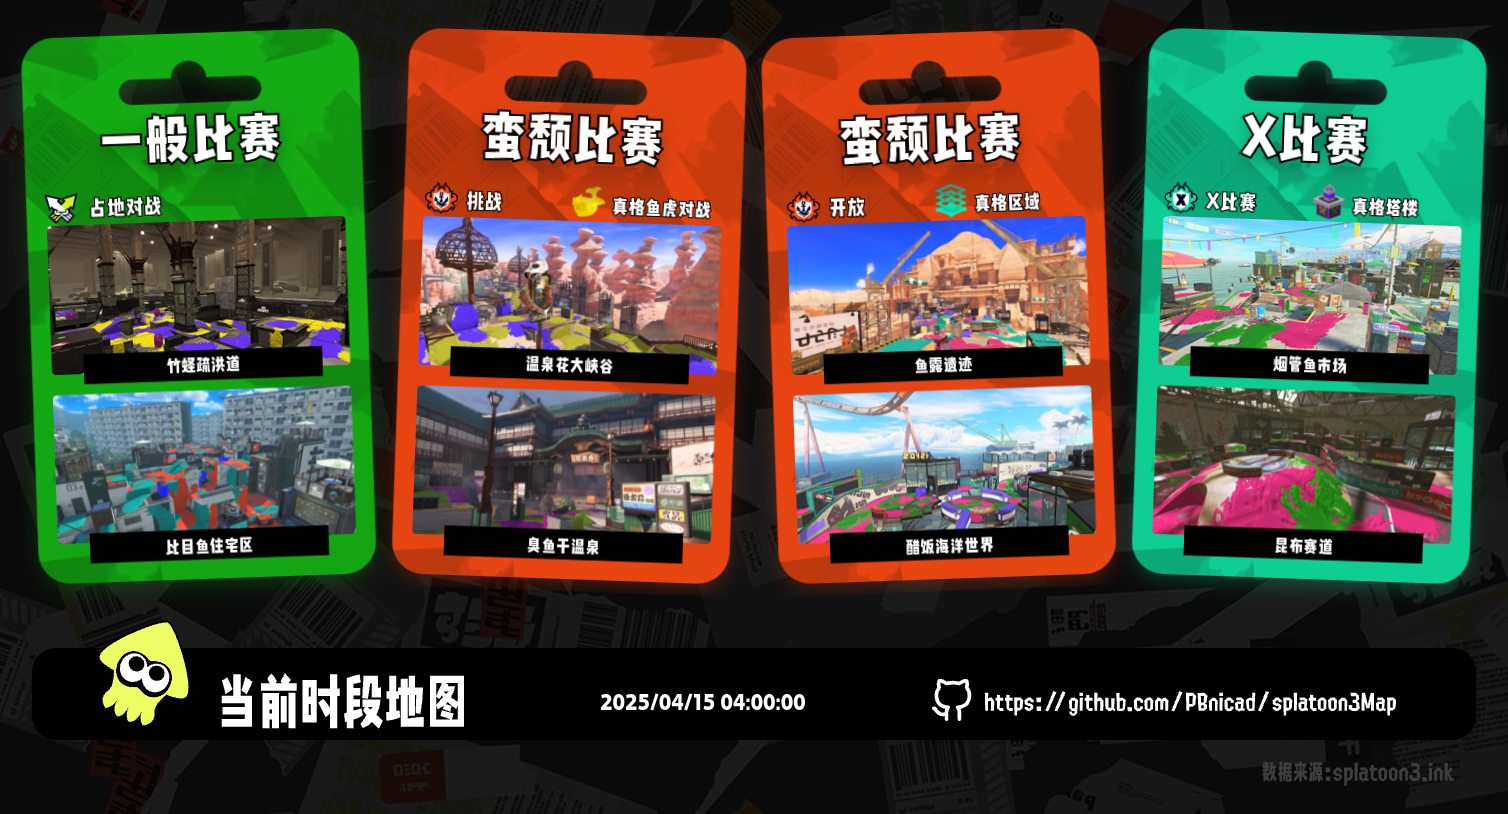 一般比赛
占地对战
竹蛏疏洪道
比目鱼住宅区
蛮颓比赛
挑战
真格鱼虎对战
温泉花大峡谷
臭鱼干温泉
蛮颓比赛
开放
真格区域
鱼露遗迹
醋饭海洋世界
X比赛
X比赛
真格塔楼
烟管鱼市场
昆布赛道
当前时段地图
2025/04/15 04:00:00
https://github.com/PBnicad/splatoon3Map
数据来源:splatoon3.ink